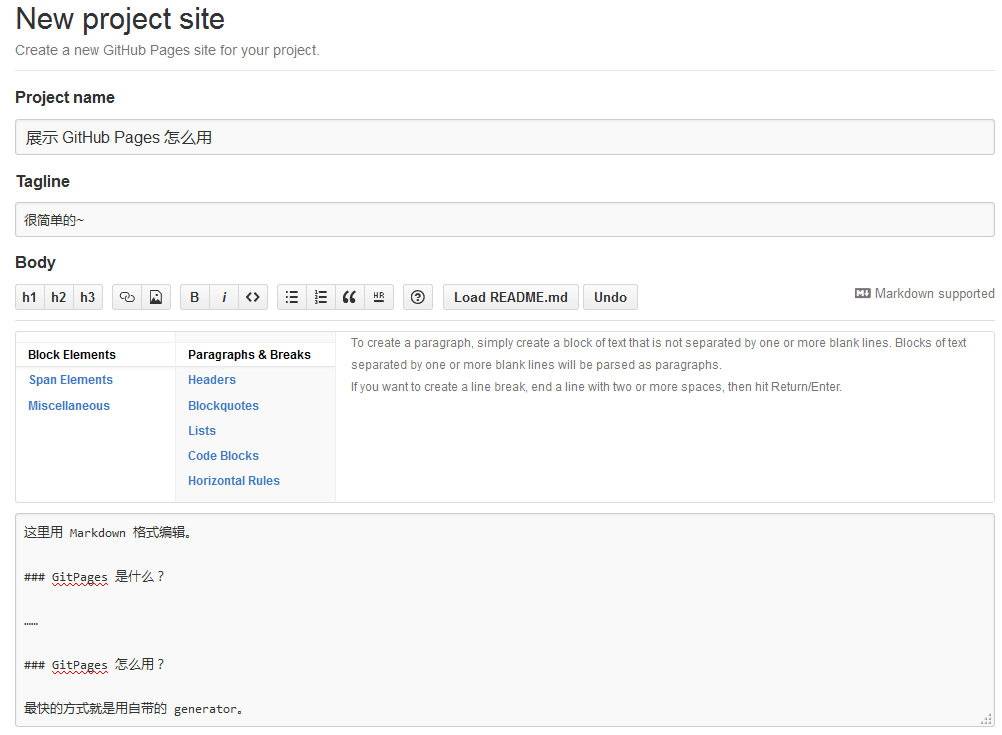 New project site
Create a new GitHub Pages site for your project.
Project name
展示 GitHub Pages 怎么用
Tagline
很简单的~
Body
h1 h2 h3 B i <> HR Load README.md Undo Markdown supported
Block Elements
Span Elements
Miscellaneous
Paragraphs & Breaks
Headers
Blockquotes
Lists
Code Blocks
Horizontal Rules
To create a paragraph, simply create a block of text that is not separated by one or more blank lines. Blocks of text
separated by one or more blank lines will be parsed as paragraphs.
If you want to create a line break, end a line with two or more spaces, then hit Return/Enter.
这里用 Markdown 格式编辑。
### GitPages 是什么？
……
### GitPages 怎么用？
最快的方式就是用自带的 generator。